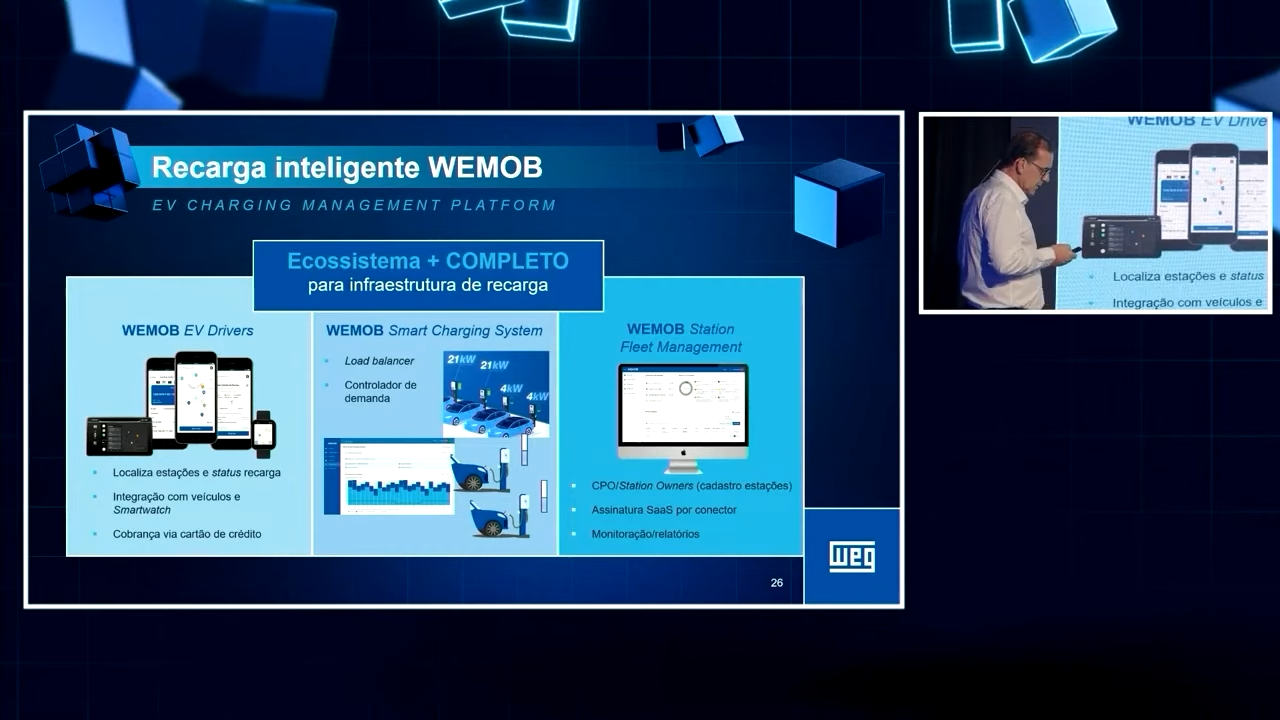 Recarga inteligente WEMOB
EV CHARGING MANAGEMENT PLATFORM
Ecossistema + COMPLETO
para infraestrutura de recarga
WEMOB EV Drivers
Localiza estações e status recarga
Integração com veículos e
Smartwatch
Cobrança via cartão de crédito
WEMOB Smart Charging System
Load balancer
Controlador de
demanda
21kW
21kW
4kW
4kW
WEMOB Station
Fleet Management
CPO/Station Owners (cadastro estações)
Assinatura SaaS por conector
Monitoração/relatórios
26
weg
WEMOB EV Drive
Localiza estações e status
Integração com veículos e